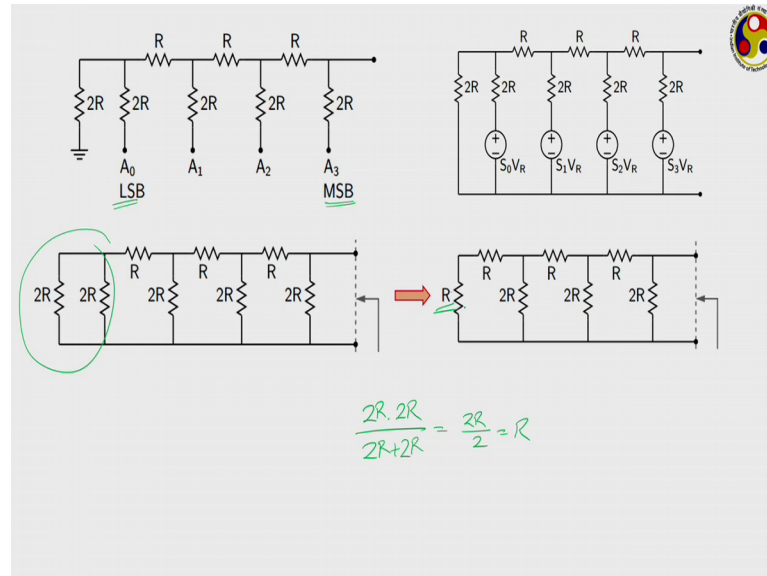 R R R
2R 2R 2R 2R 2R
A0 A1 A2 A3
LSB MSB
R R R
2R 2R 2R 2R 2R
S0VR S1VR S2VR S3VR
R R R
2R 2R 2R 2R 2R
R R R
R 2R 2R 2R
2R. 2R / 2R+2R = 2R / 2 = R